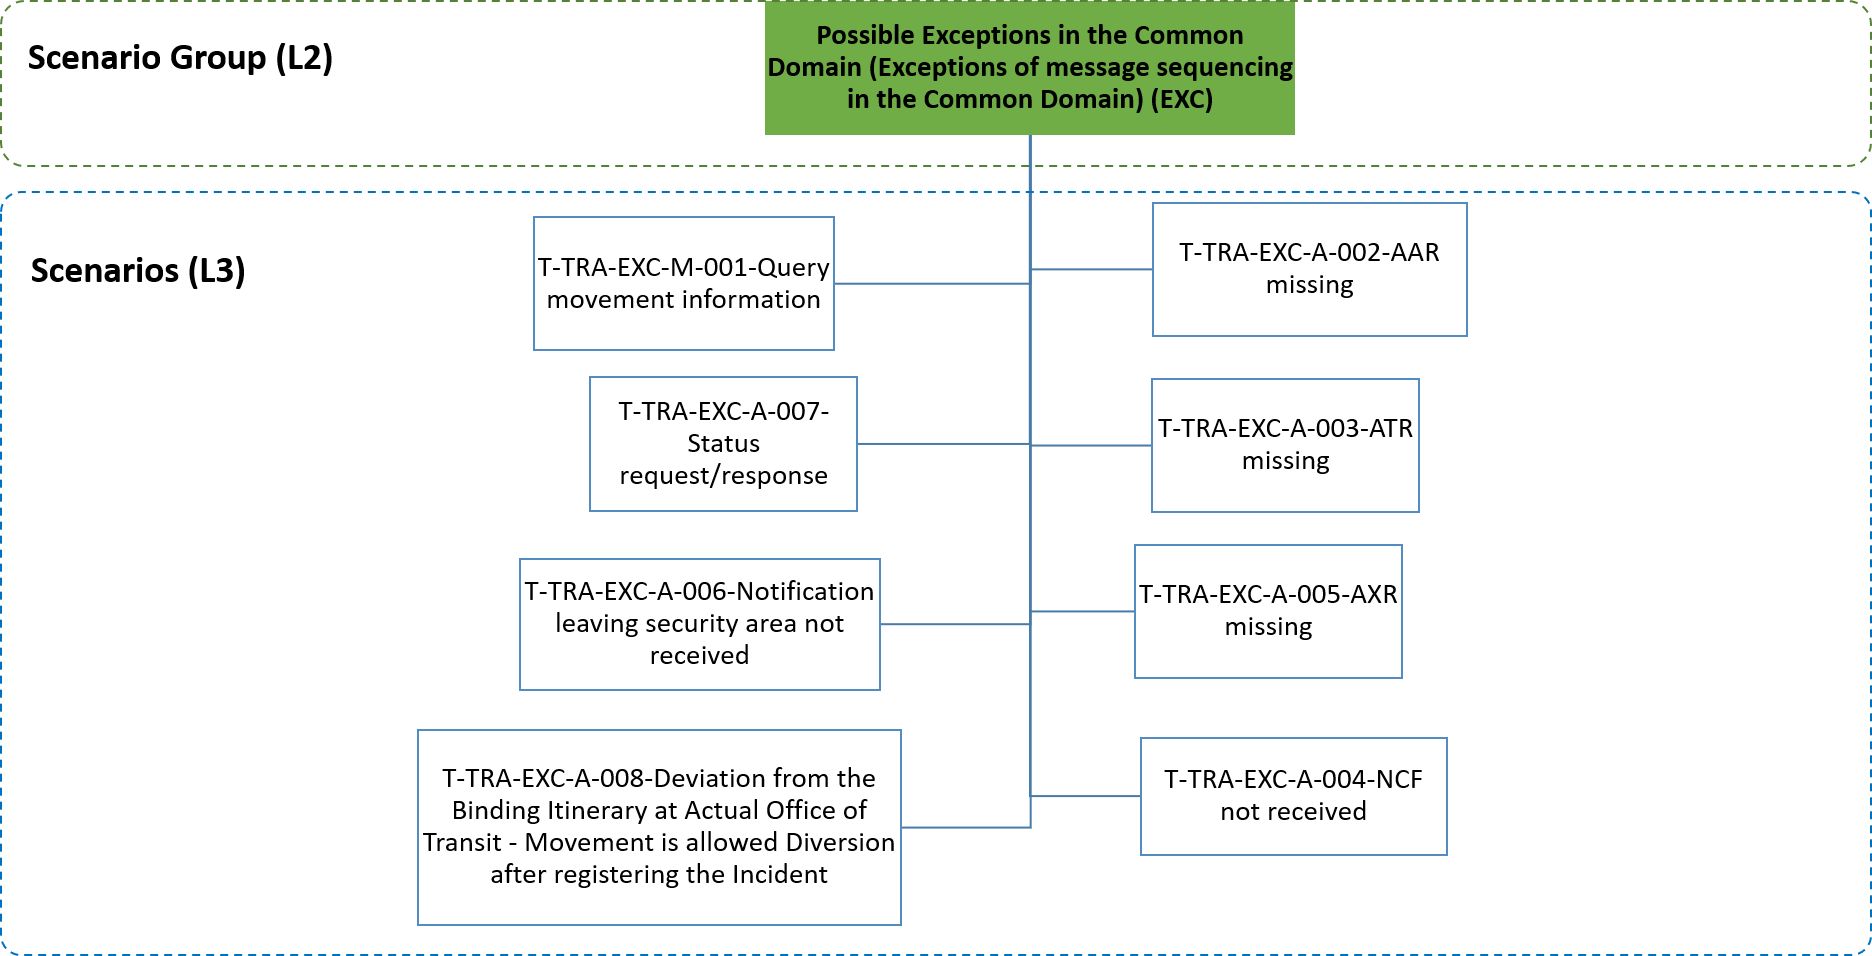 Scenario Group (L2)
Possible Exceptions in the Common
Domain (Exceptions of message sequencing
in the Common Domain) (EXC)
Scenarios (L3)
T-TRA-EXC-M-001-Query
movement information
T-TRA-EXC-A-002-AAR
missing
T-TRA-EXC-A-007-
Status
request/response
T-TRA-EXC-A-003-ATR
missing
T-TRA-EXC-A-006-Notification
leaving security area not
received
T-TRA-EXC-A-005-AXR
missing
T-TRA-EXC-A-008-Deviation from the
Binding Itinerary at Actual Office of
Transit - Movement is allowed Diversion
after registering the Incident
T-TRA-EXC-A-004-NCF
not received